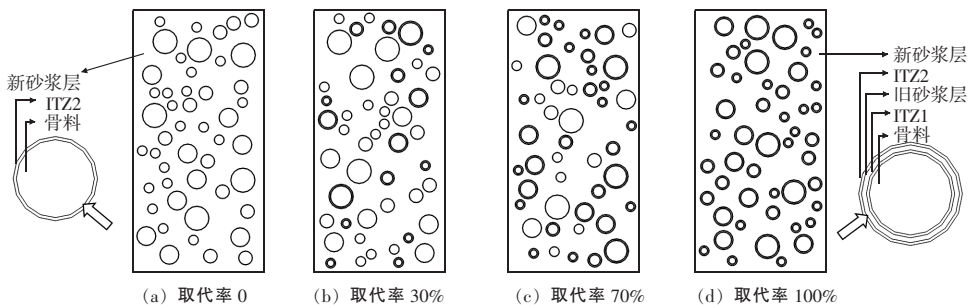 新砂浆层
ITZ2
骨料
新砂浆层
ITZ2
旧砂浆层
ITZ1
骨料
(a) 取代率 0
(b) 取代率 30%
(c) 取代率 70%
(d) 取代率 100%